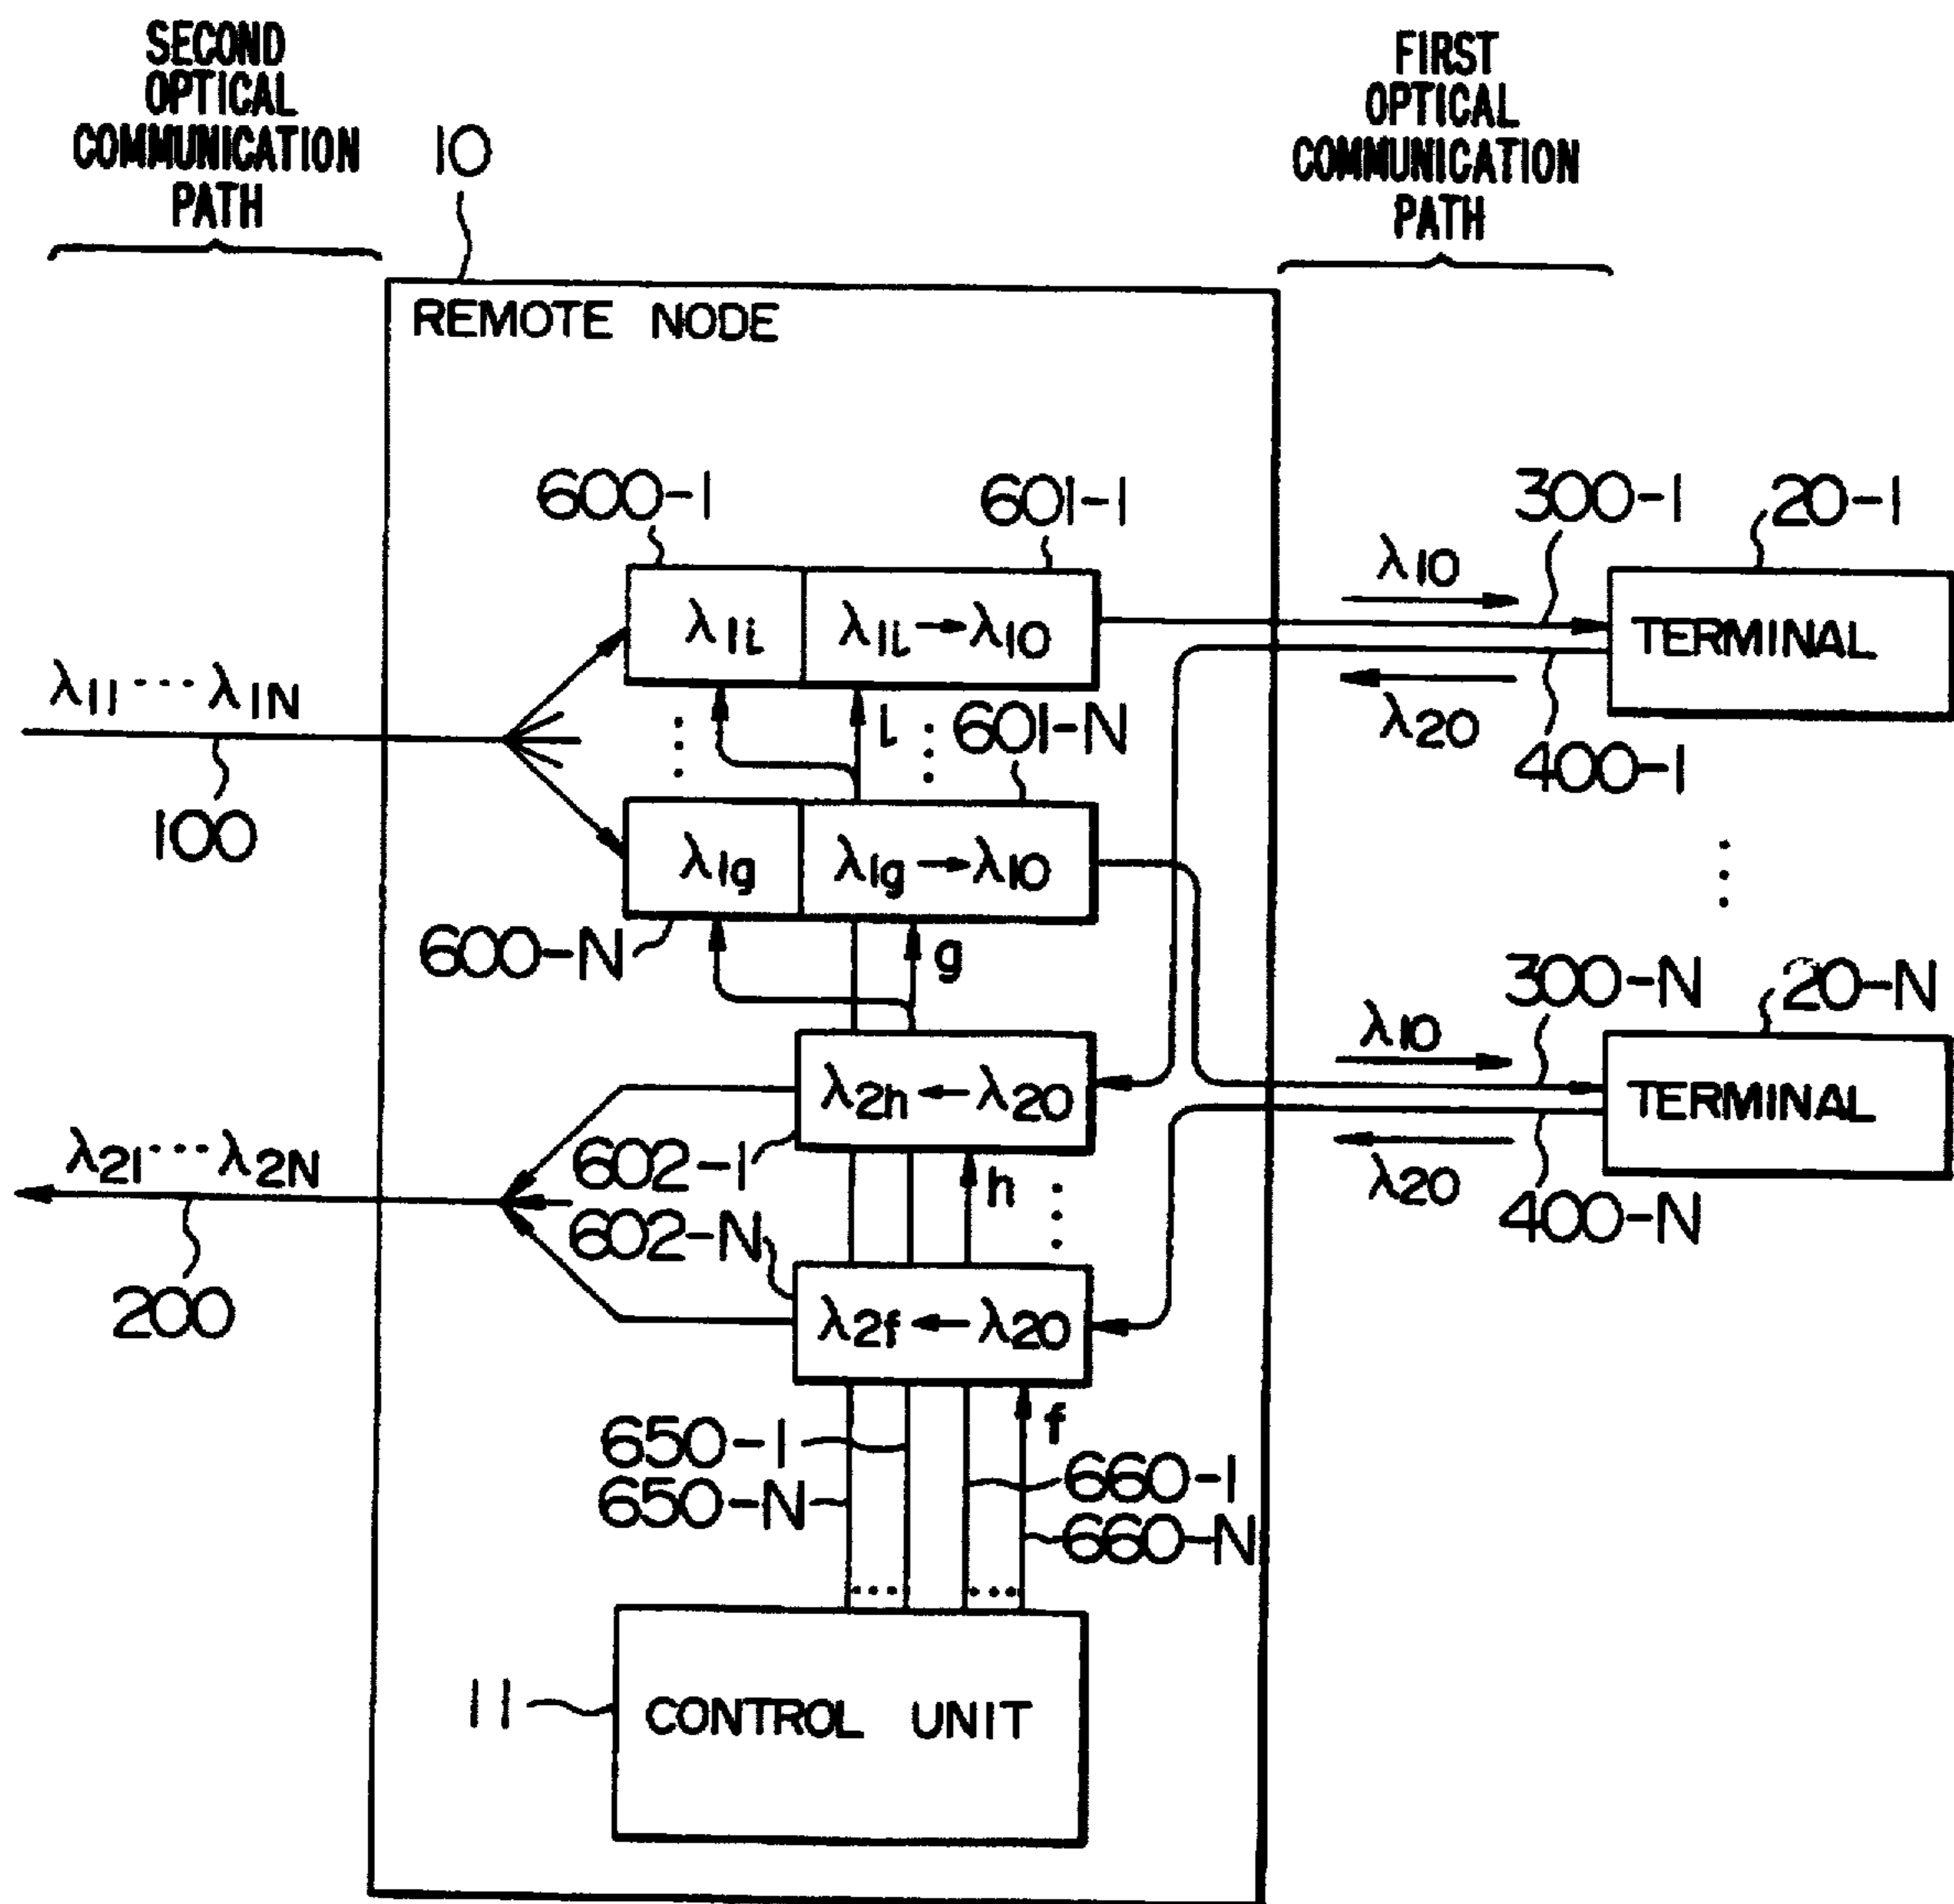 SECOND
OPTICAL
COMMUNICATION
PATH
10
FIRST
OPTICAL
COMMUNICATION
PATH
REMOTE NODE
600-1
601-1
300-1
20-1
λ1i
λ1i→λ10
λ10
TERMINAL
λ20
400-1
λ11···λ1N
100
i
601-N
λ1g
λ1g→λ10
600-N
g
300-N
20-N
λ10
TERMINAL
λ20
400-N
λ2h←λ20
602-1
h
λ21···λ2N
200
602-N
λ2f←λ20
f
650-1
650-N
660-1
660-N
11
CONTROL UNIT